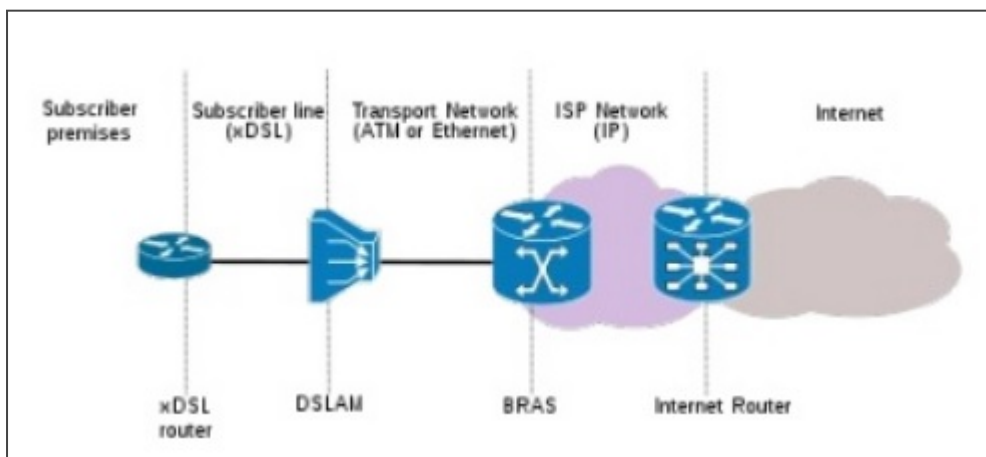 Subscriber
premises
Subscriber line
(xDSL)
Transport Network
(ATM or Ethernet)
ISP Network
(IP)
Internet
xDSL
router
DSLAM
BRAS
Internet Router